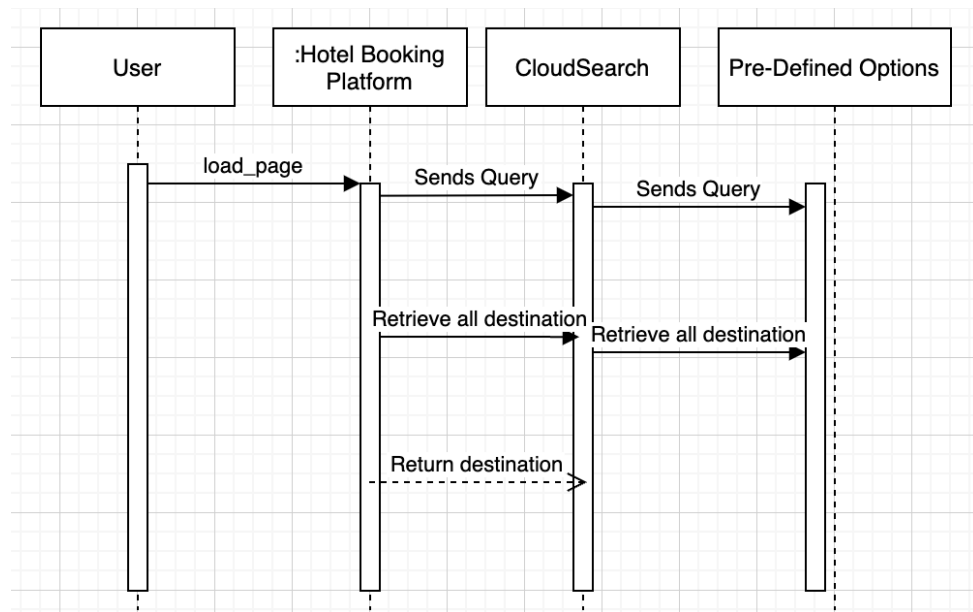 User
:Hotel Booking
Platform
CloudSearch
Pre-Defined Options
load_page
Sends Query
Sends Query
Retrieve all destination
Retrieve all destination
Return destination